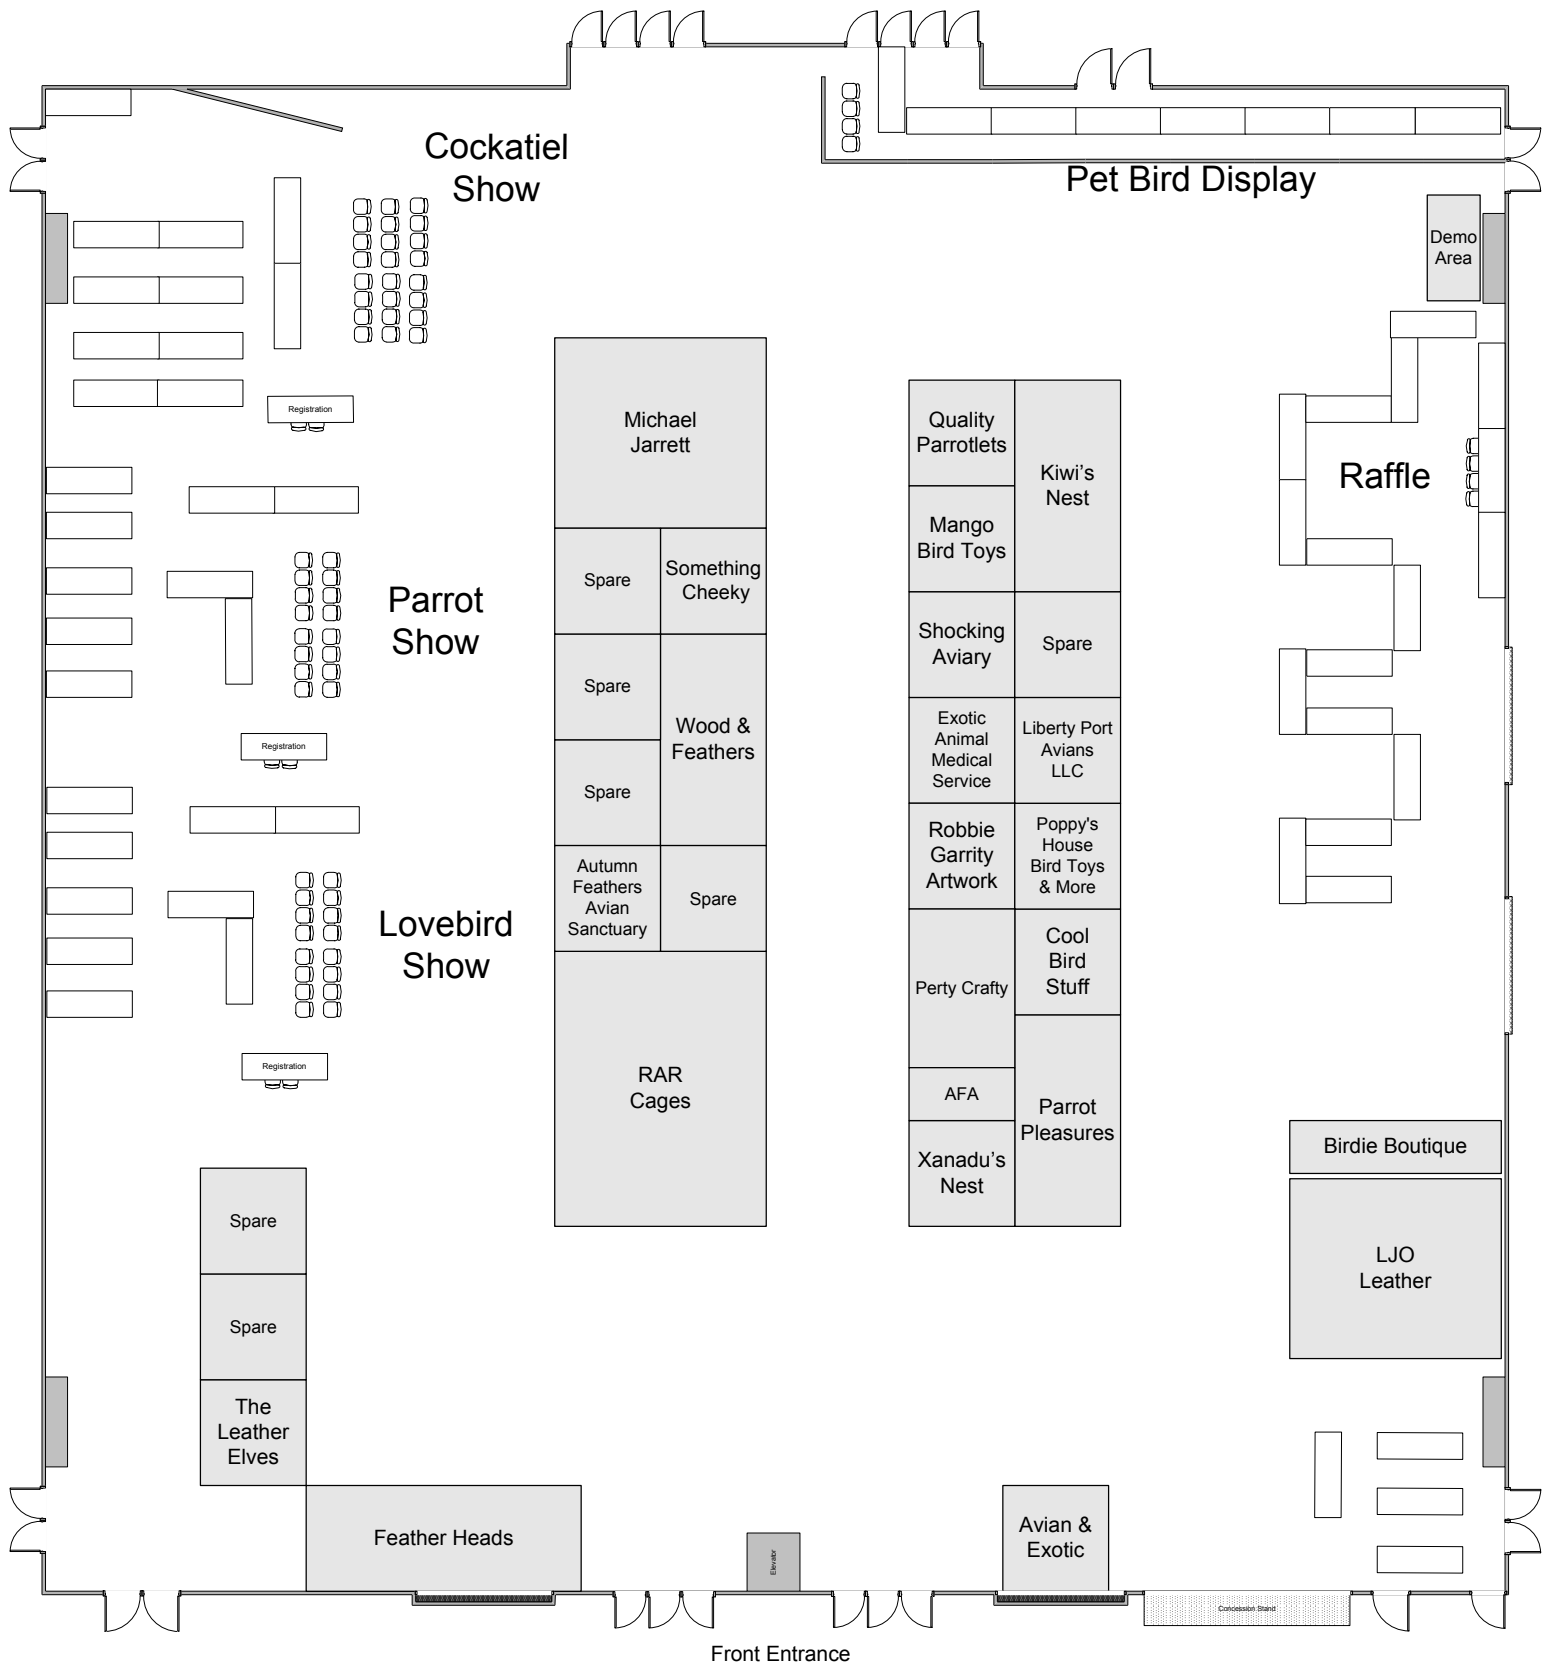 Cockatiel
Show
Pet Bird Display
Demo
Area
Registration
Michael
Jarrett
Quality
Parrotlets
Kiwi's
Nest
Raffle
Mango
Bird Toys
Spare
Something
Cheeky
Parrot
Show
Shocking
Aviary
Spare
Spare
Wood &
Feathers
Exotic
Animal
Medical
Service
Liberty Port
Avians
LLC
Registration
Spare
Robbie
Garrity
Artwork
Poppy's
House
Bird Toys
& More
Autumn
Feathers
Avian
Sanctuary
Spare
Lovebird
Show
Perty Crafty
Cool
Bird
Stuff
Registration
RAR
Cages
AFA
Parrot
Pleasures
Xanadu's
Nest
Birdie Boutique
LJO
Leather
Spare
Spare
The
Leather
Elves
Feather Heads
Elevator
Avian &
Exotic
Concession Stand
Front Entrance